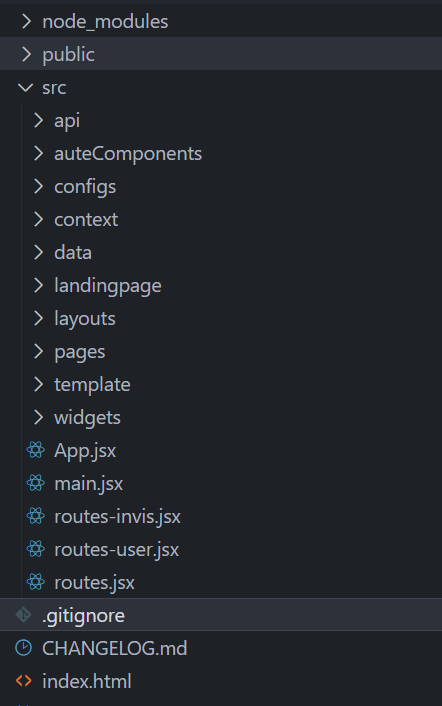 node_modules
public
src
api
auteComponents
configs
context
data
landingpage
layouts
pages
template
widgets
App.jsx
main.jsx
routes-invis.jsx
routes-user.jsx
routes.jsx
.gitignore
CHANGELOG.md
index.html